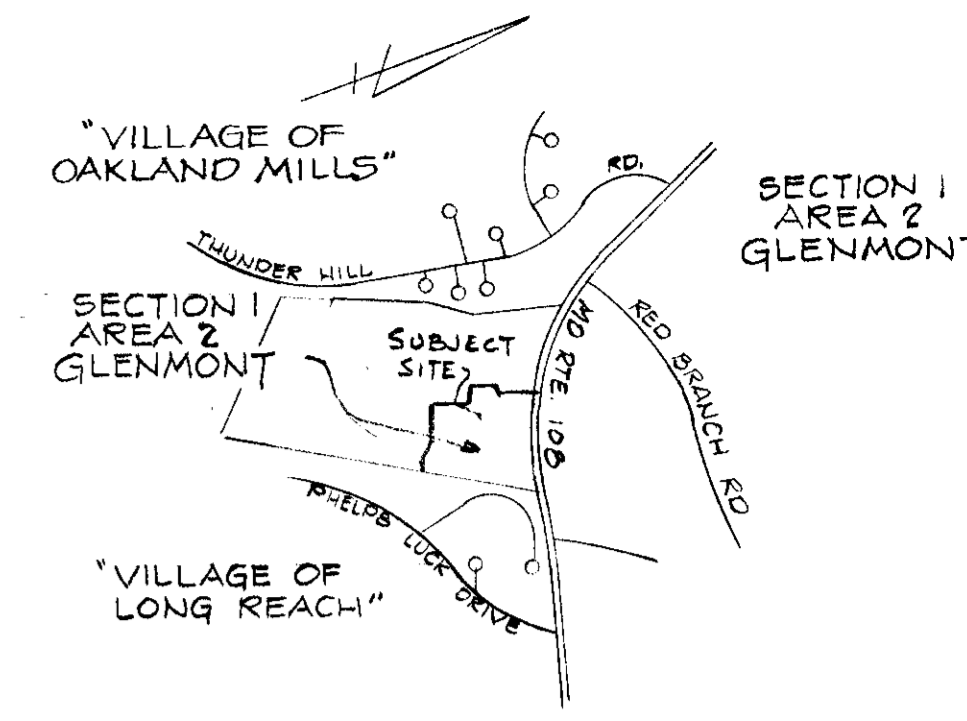 "VILLAGE OF
OAKLAND MILLS"
RD.
SECTION 1
AREA 2
GLENMONT
THUNDER HILL
SECTION 1
AREA 2
GLENMONT
SUBJECT
SITE
MD RTE. 108
RED BRANCH RD
PHELPS LUCK DRIVE
"VILLAGE OF
LONG REACH"